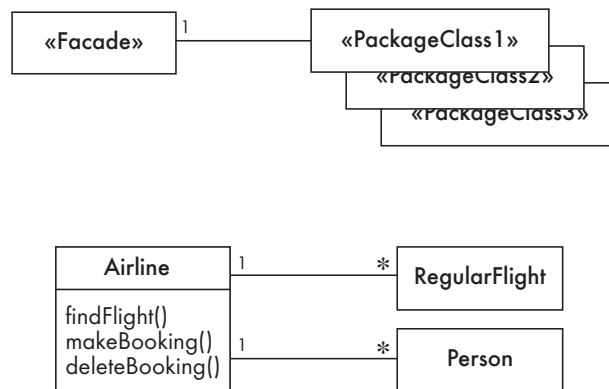 «Facade»
1
«PackageClass1»
«PackageClass2»
«PackageClass3»
Airline
1
*
RegularFlight
findFlight()
makeBooking()
deleteBooking()
1
*
Person